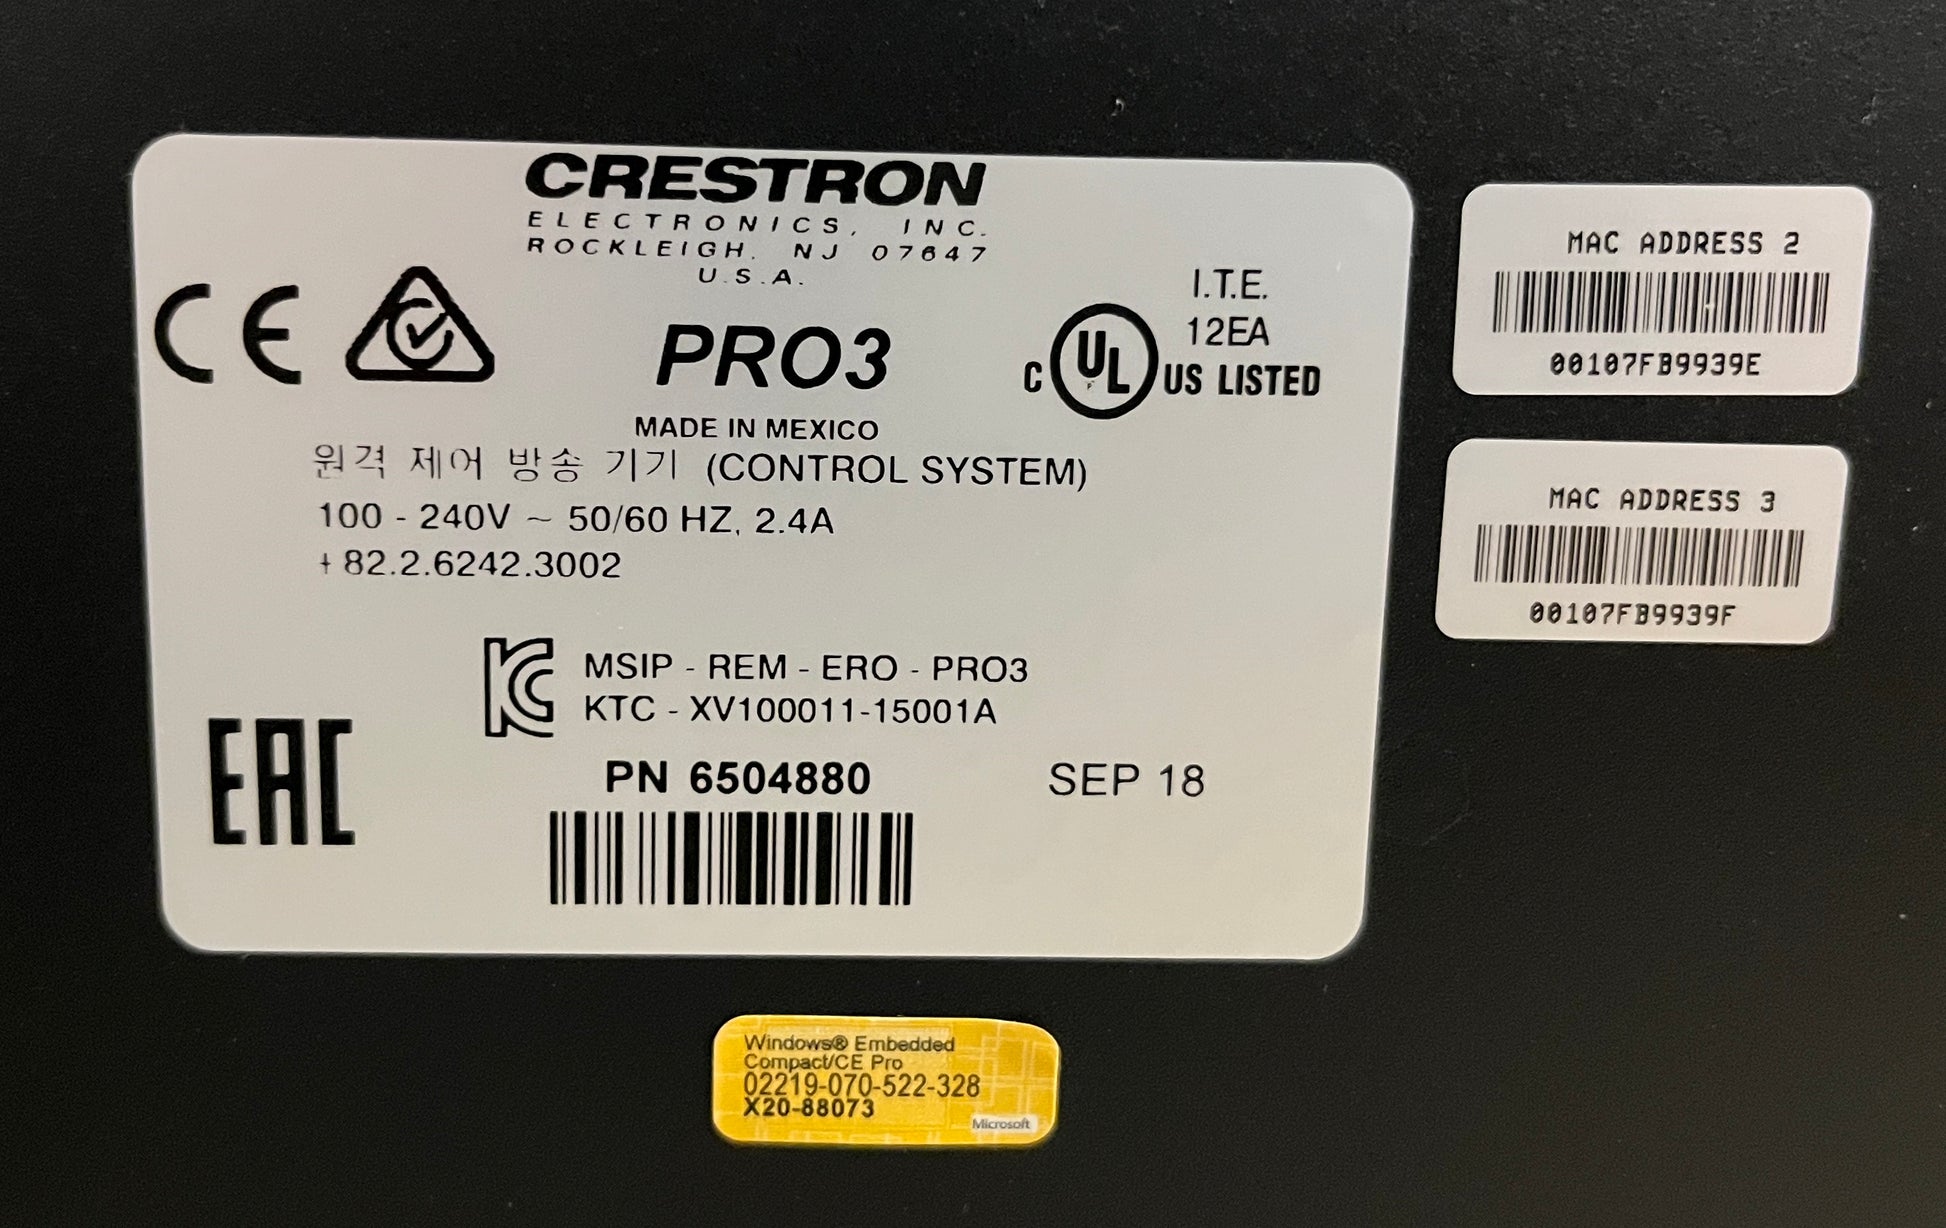 CRESTRON
ELECTRONICS, INC.
ROCKLEIGH, NJ 07647
U.S.A.
CE
PRO3
I.T.E.
12EA
C UL US LISTED
MADE IN MEXICO
원격 제어 방송 기기 (CONTROL SYSTEM)
100 - 240V ~ 50/60 HZ, 2.4A
+82.2.6242.3002
KC MSIP - REM - ERO - PRO3
KTC - XV100011-15001A
EAC
PN 6504880
SEP 18
MAC ADDRESS 2
00107FB9939E
MAC ADDRESS 3
00107FB9939F
Windows® Embedded
Compact/CE Pro
02219-070-522-328
X20-88073
Microsoft